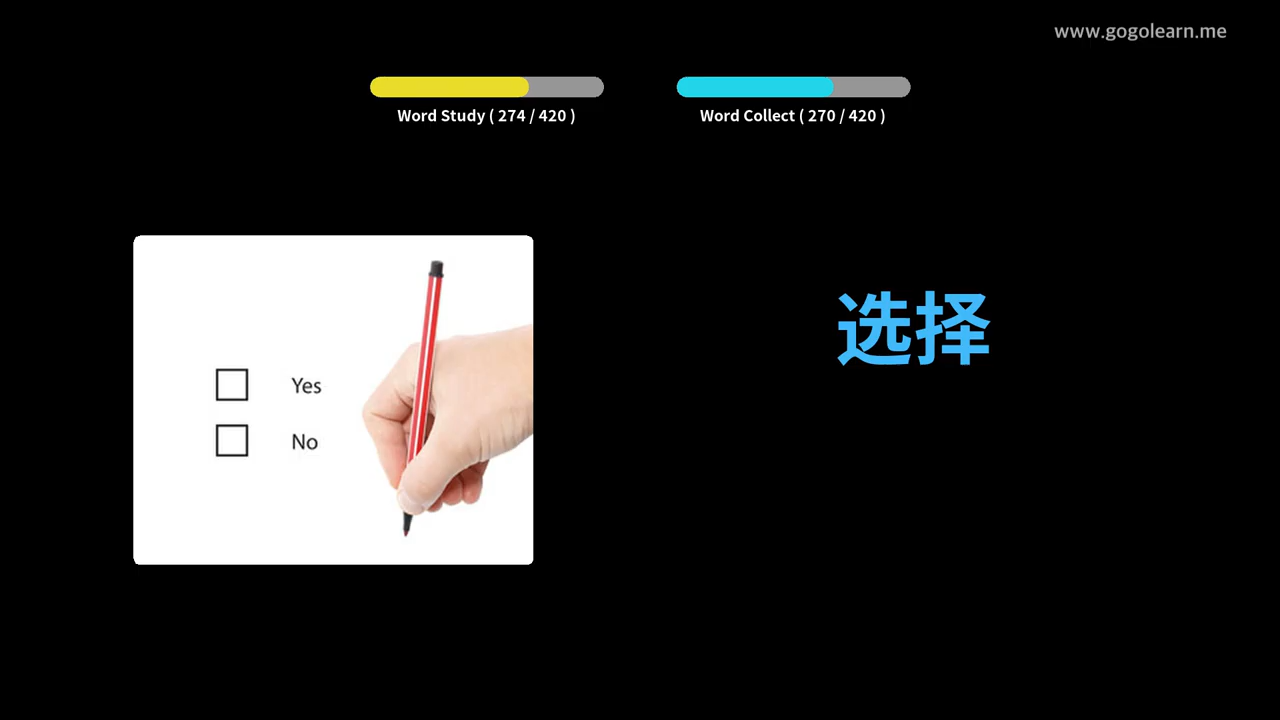 www.gogolearn.me
Word Study ( 274 / 420 )
Word Collect ( 270 / 420 )
Yes
No
选择